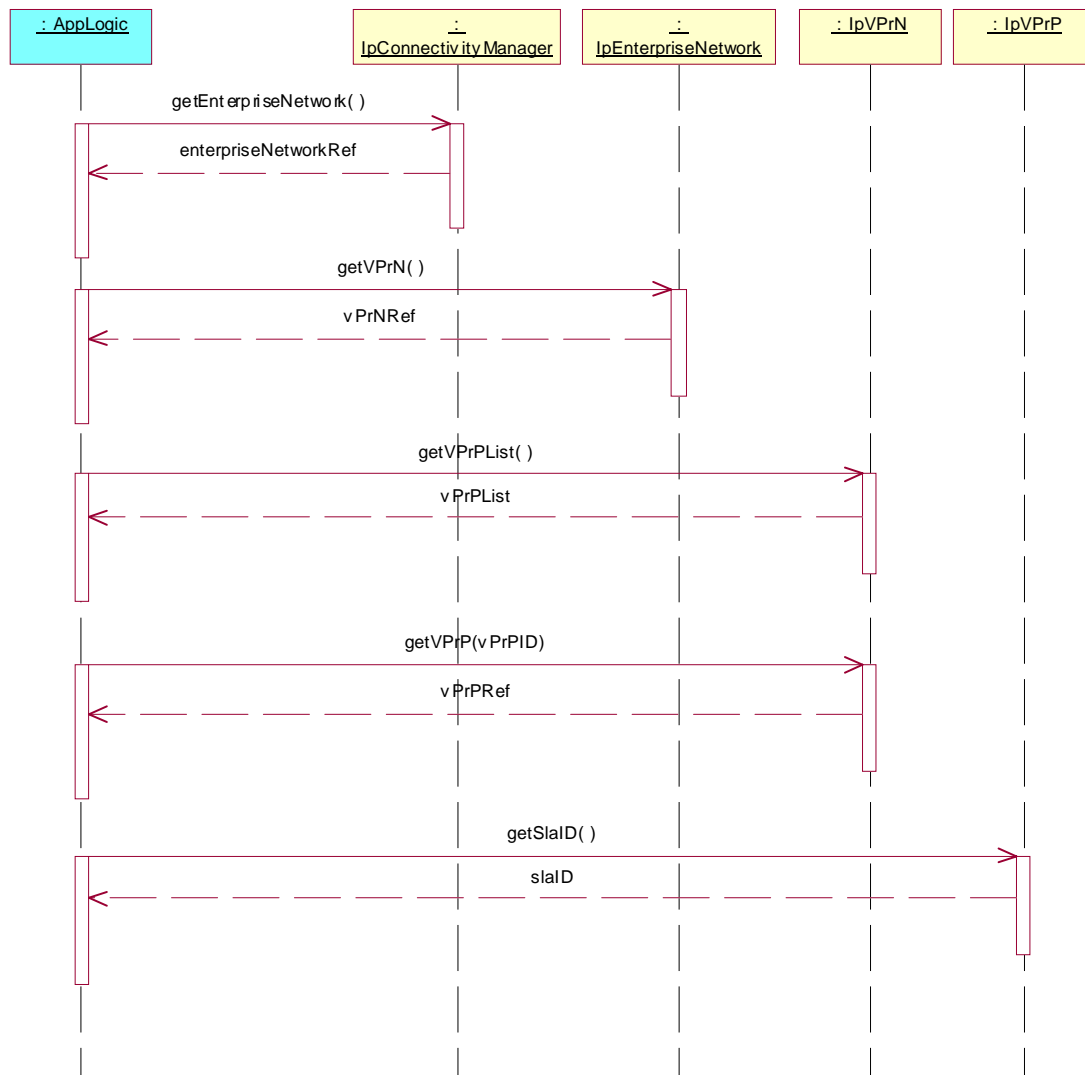 : AppLogic
:
IpConnectivityManager
:
IpEnterpriseNetwork
: IpVPrN
: IpVPrP
getEnterpriseNetwork( )
enterpriseNetworkRef
getVPrN( )
vPrNRef
getVPrPList( )
vPrPList
getVPrP(vPrPID)
vPrPRef
getSlaID( )
slaID